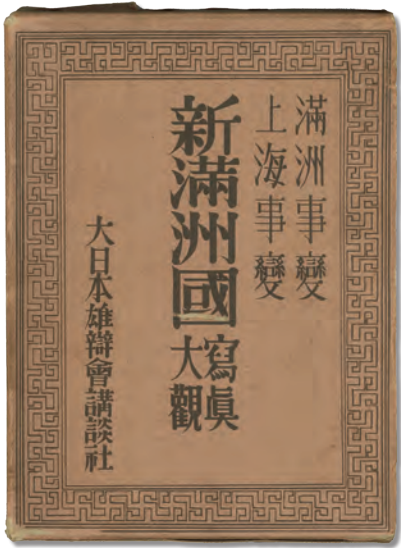 滿洲事變
上海事變
新滿洲國寫眞大觀
大日本雄辯會講談社